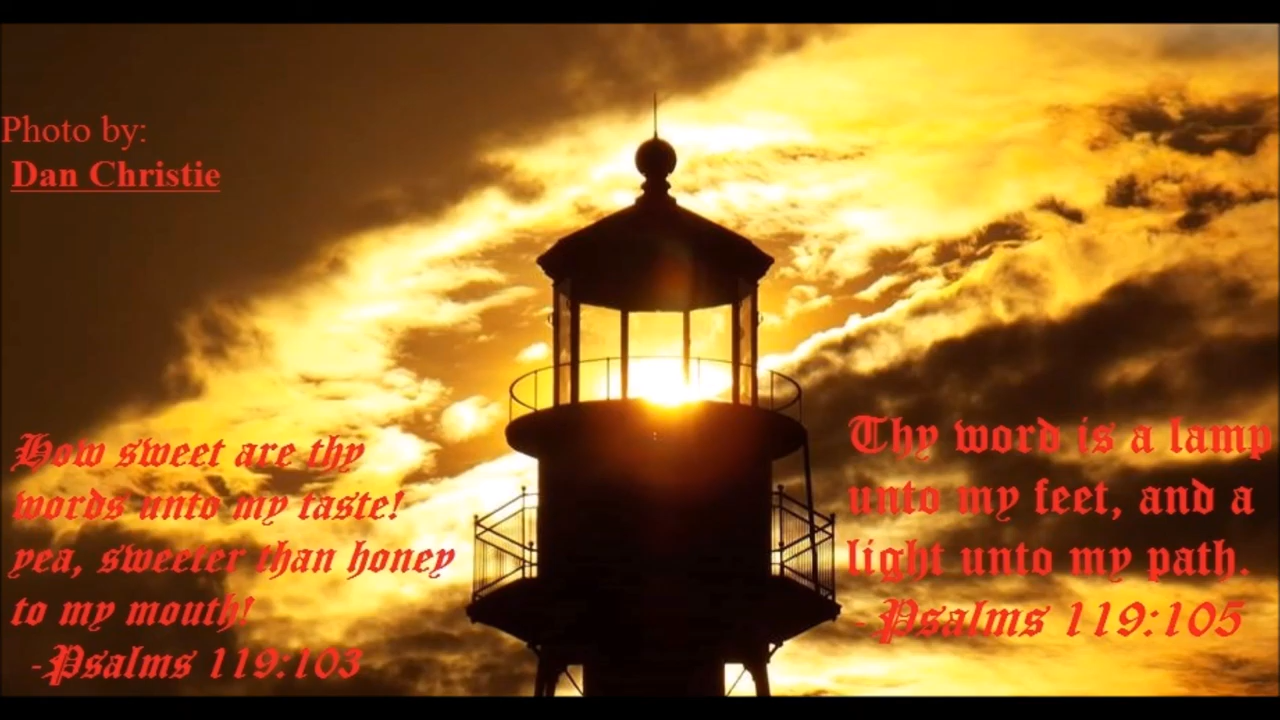 Photo by:
Dan Christie
How sweet are thy
words unto my taste!
yea, sweeter than honey
to my mouth!
-Psalms 119:103
Thy word is a lamp
unto my feet, and a
light unto my path.
-Psalms 119:105